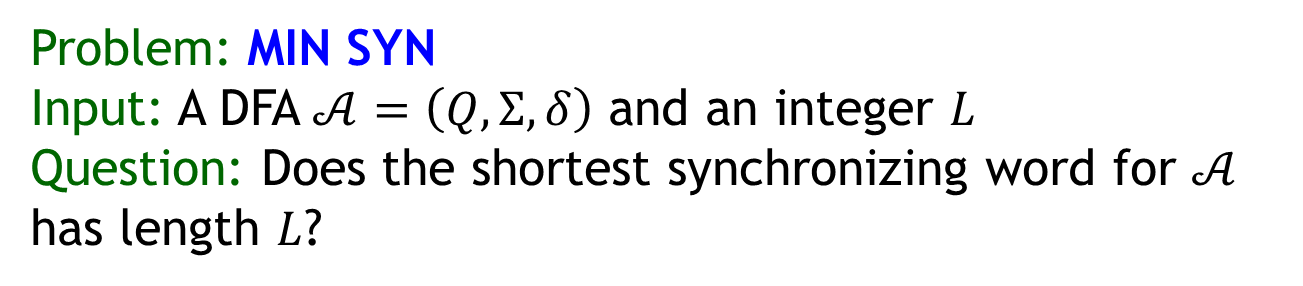 Problem: MIN SYN
Input: A DFA 𝒜 = (Q, Σ, δ) and an integer L
Question: Does the shortest synchronizing word for 𝒜
has length L?